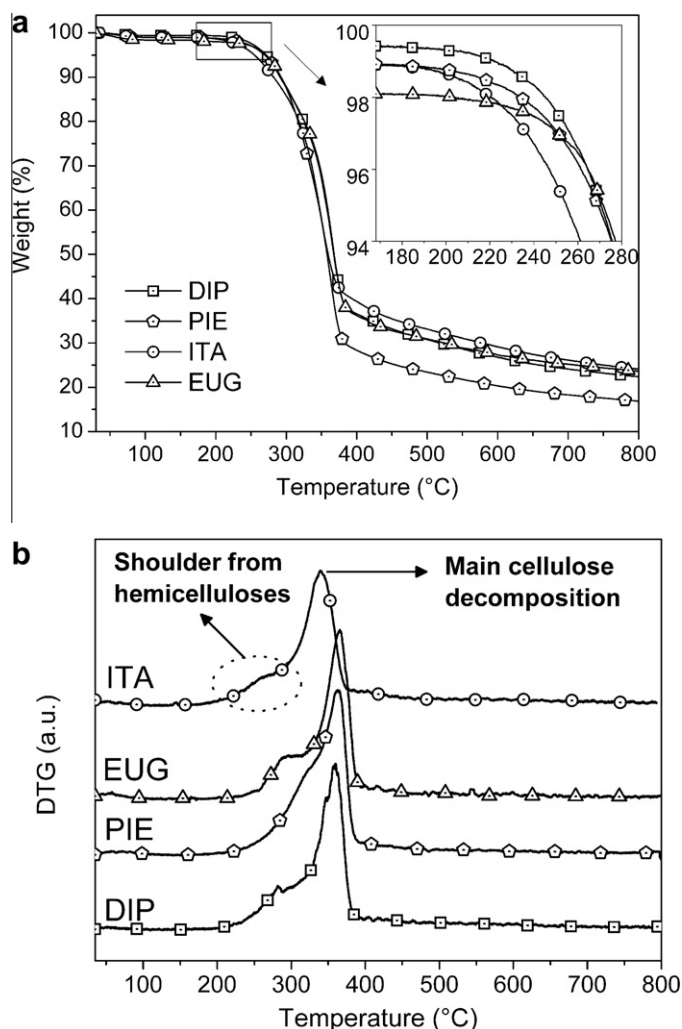 a
100
90
80
70
60
50
40
30
20
10
Weight (%)
100
98
96
94
180 200 220 240 260 280
DIP
PIE
ITA
EUG
100 200 300 400 500 600 700 800
Temperature (°C)
b
Shoulder from
hemicelluloses
Main cellulose
decomposition
ITA
EUG
PIE
DIP
DTG (a.u.)
100 200 300 400 500 600 700 800
Temperature (°C)